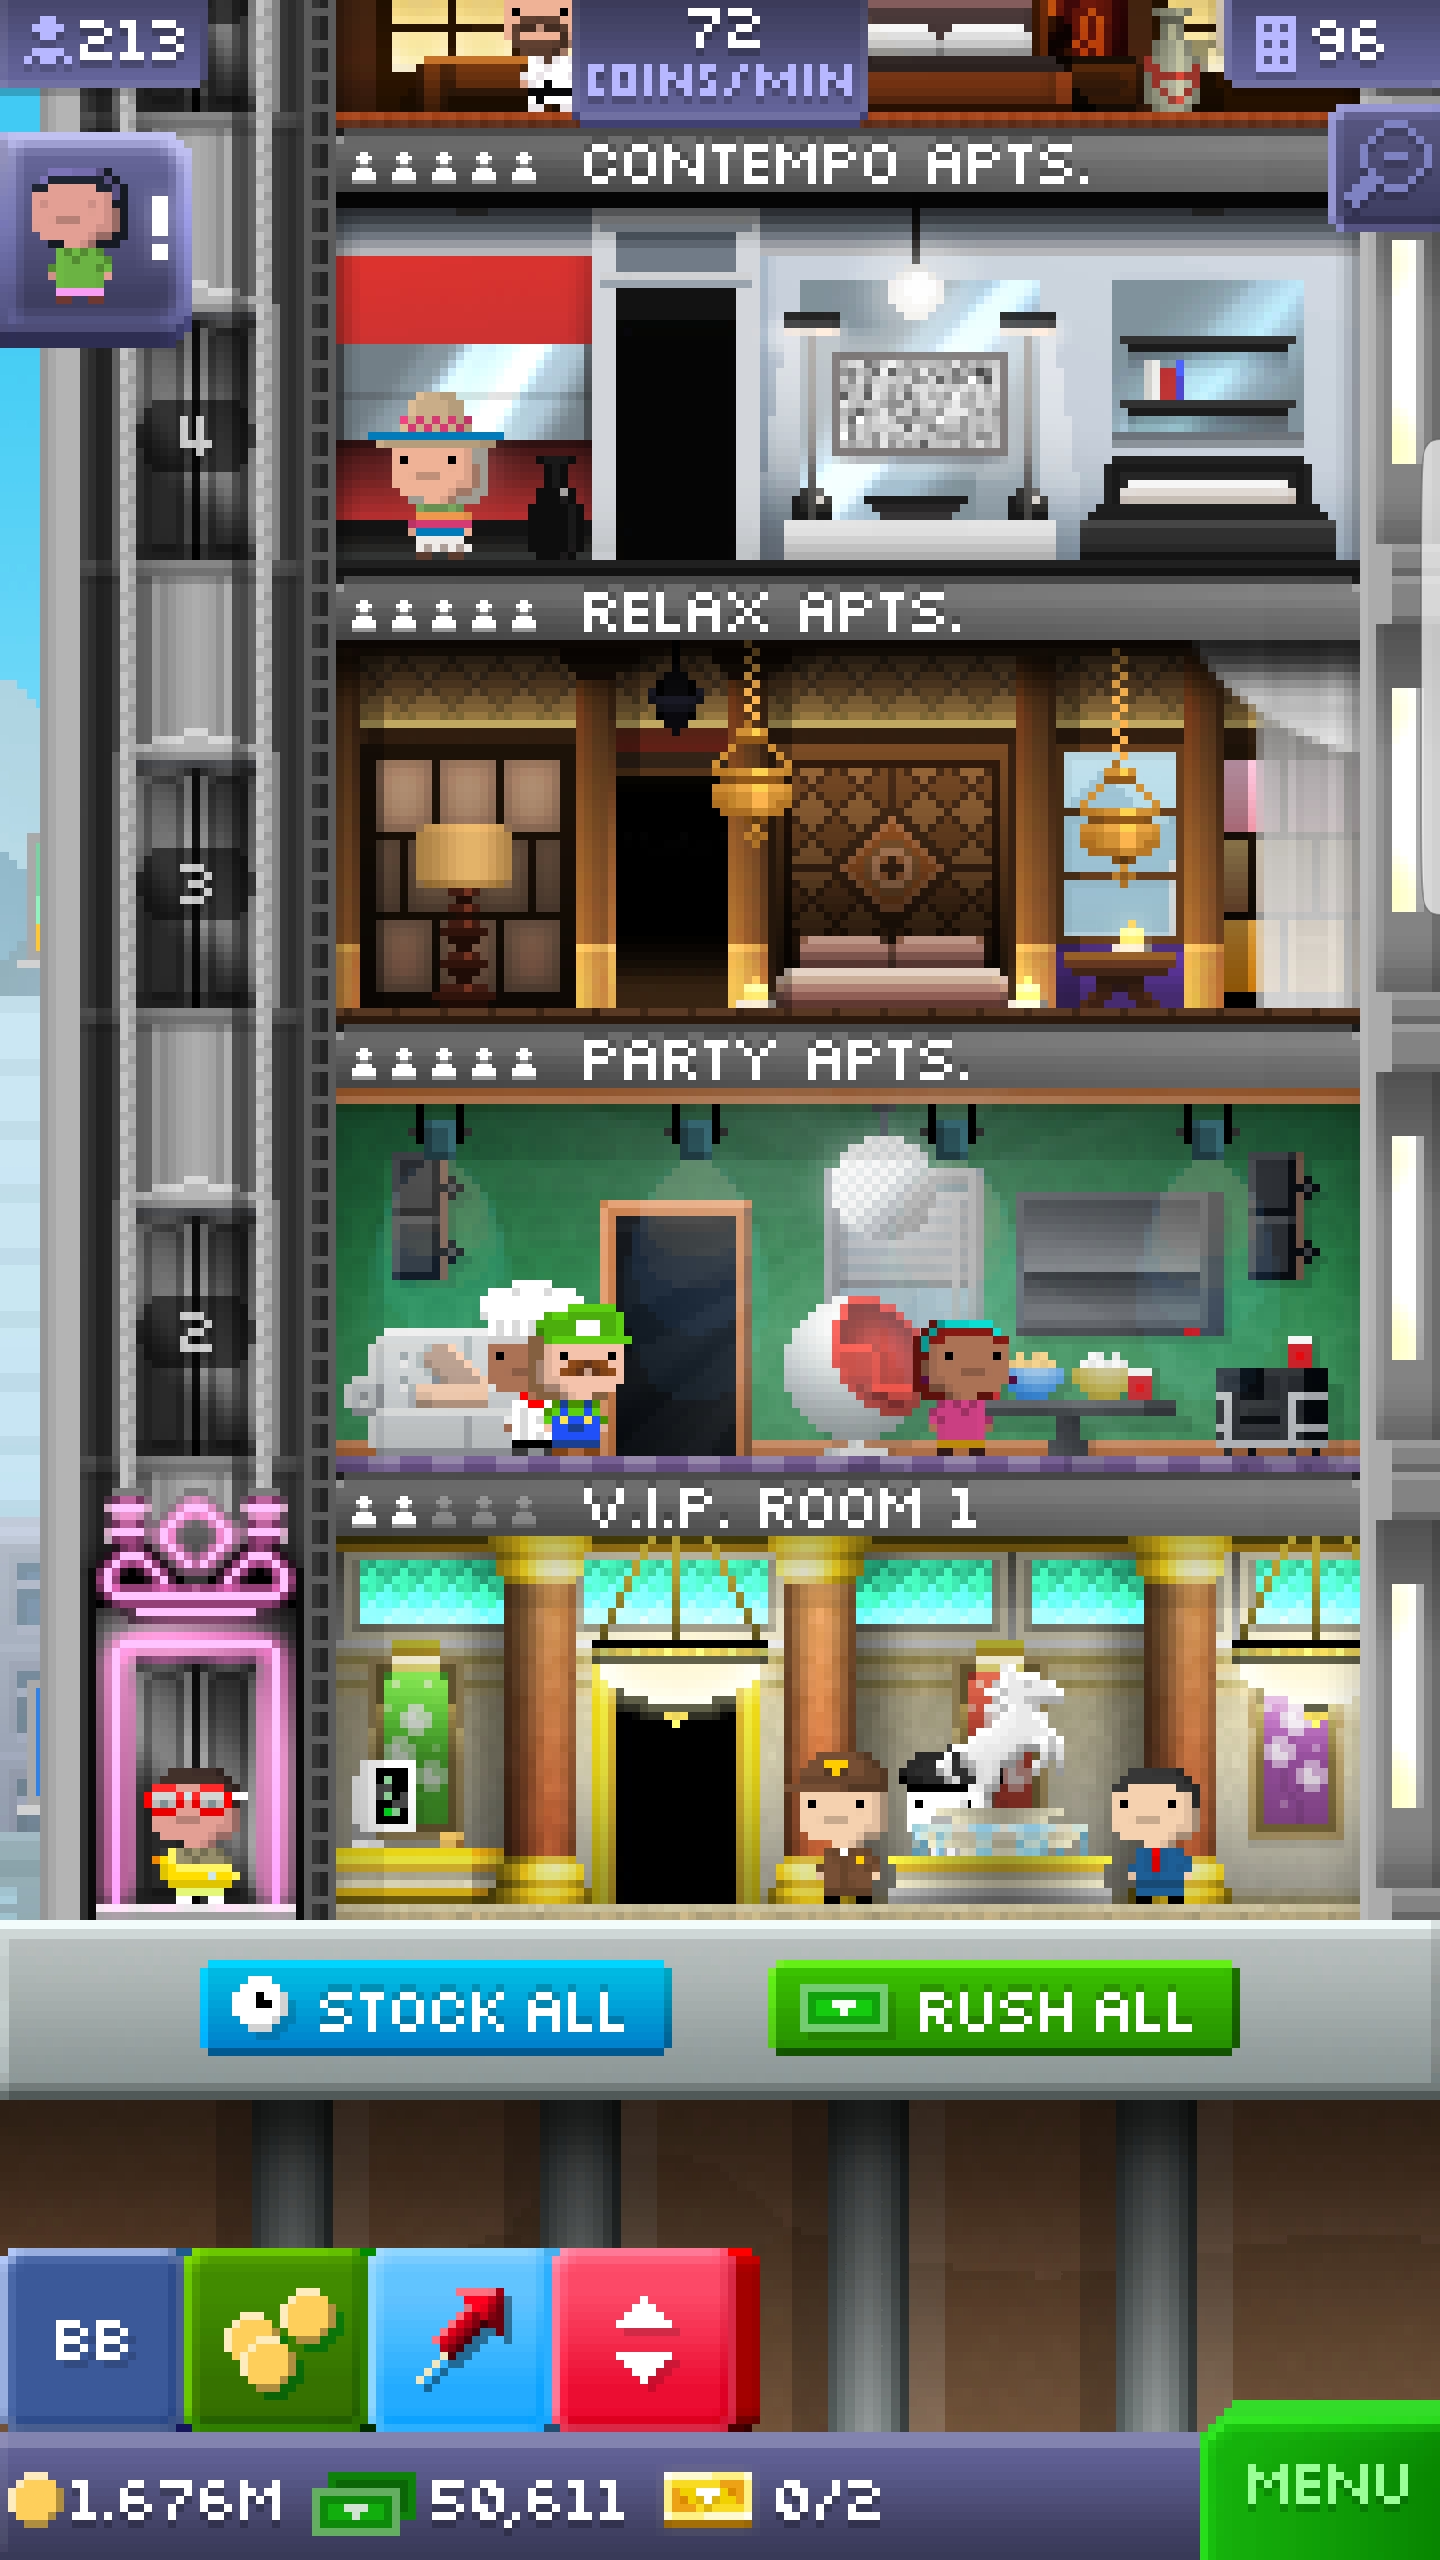 213
72
COINS/MIN
96
!
CONTEMPO APTS.
4
RELAX APTS.
3
PARTY APTS.
2
V.I.P. ROOM 1
STOCK ALL
RUSH ALL
BB
1.676M
50,611
0/2
MENU